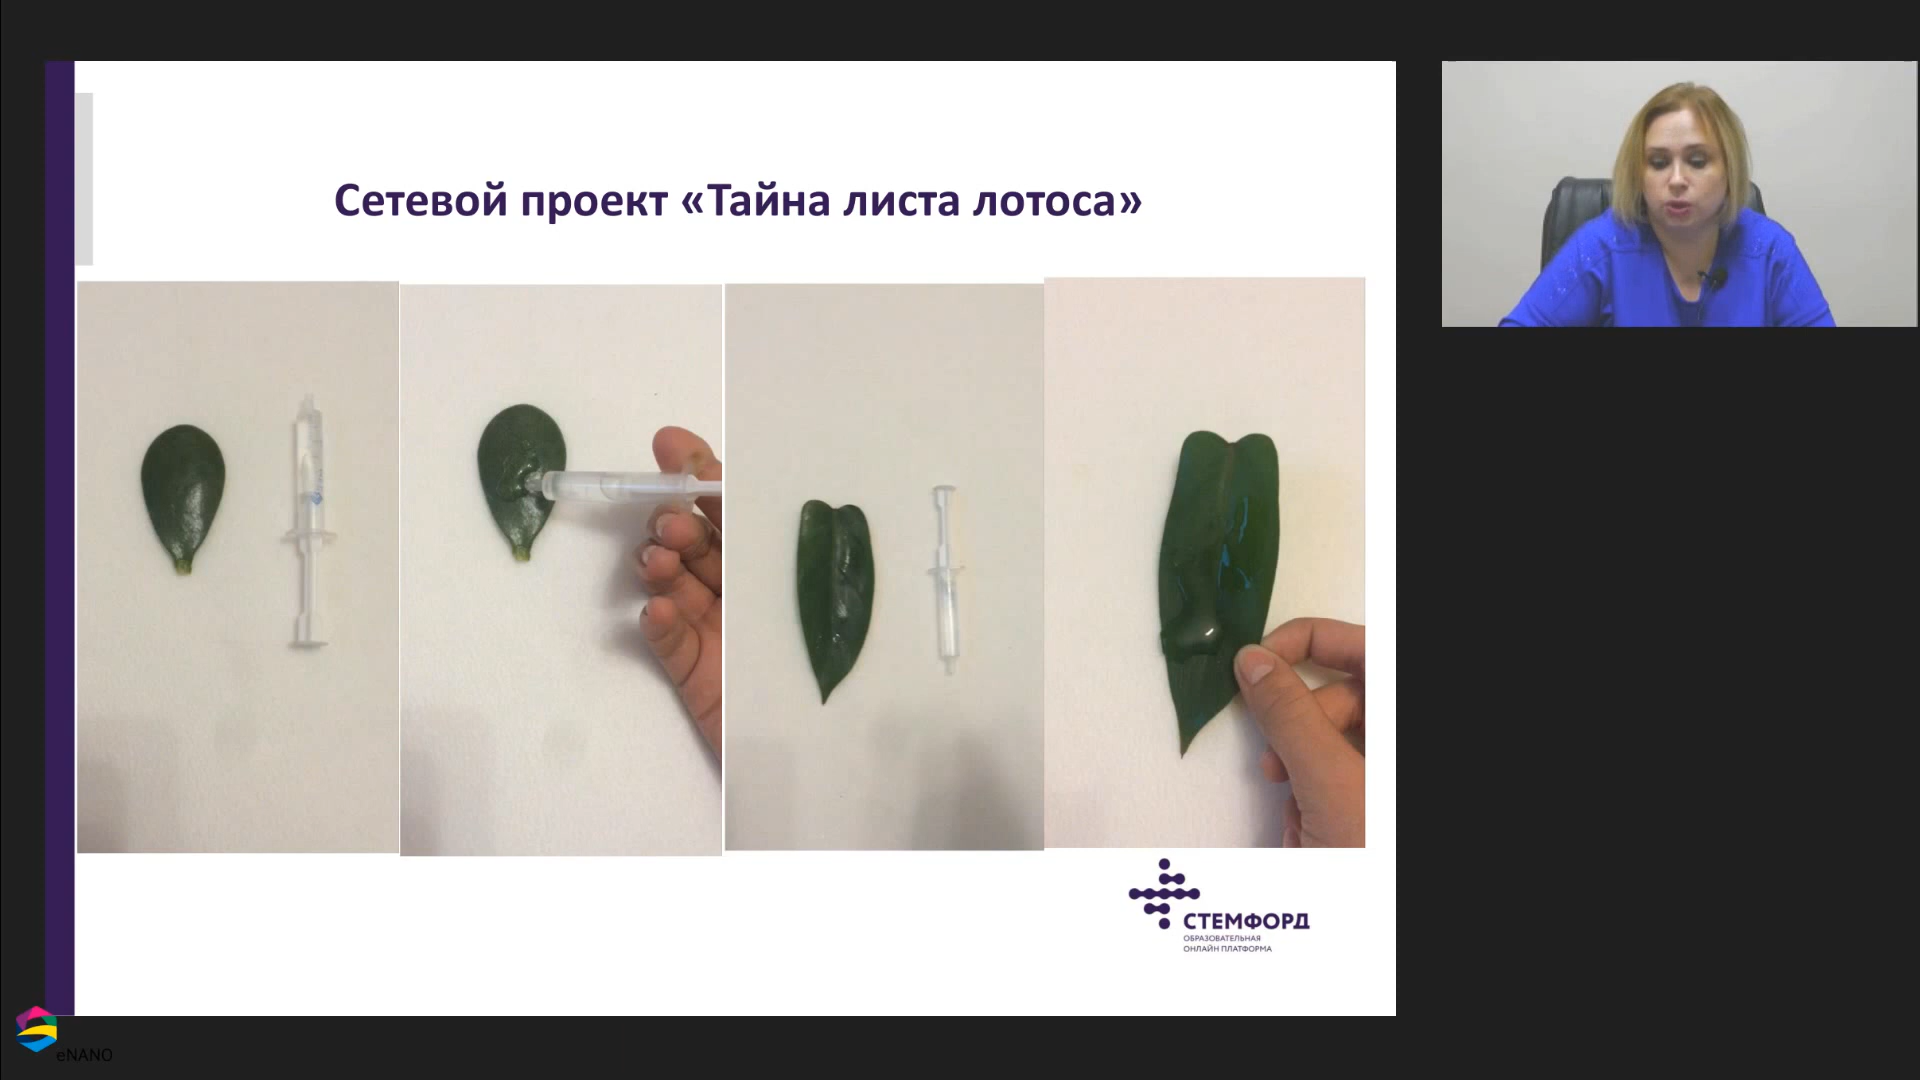 Сетевой проект «Тайна листа лотоса»
СТЕМФОРД
ОБРАЗОВАТЕЛЬНАЯ
ОНЛАЙН ПЛАТФОРМА
eNANO